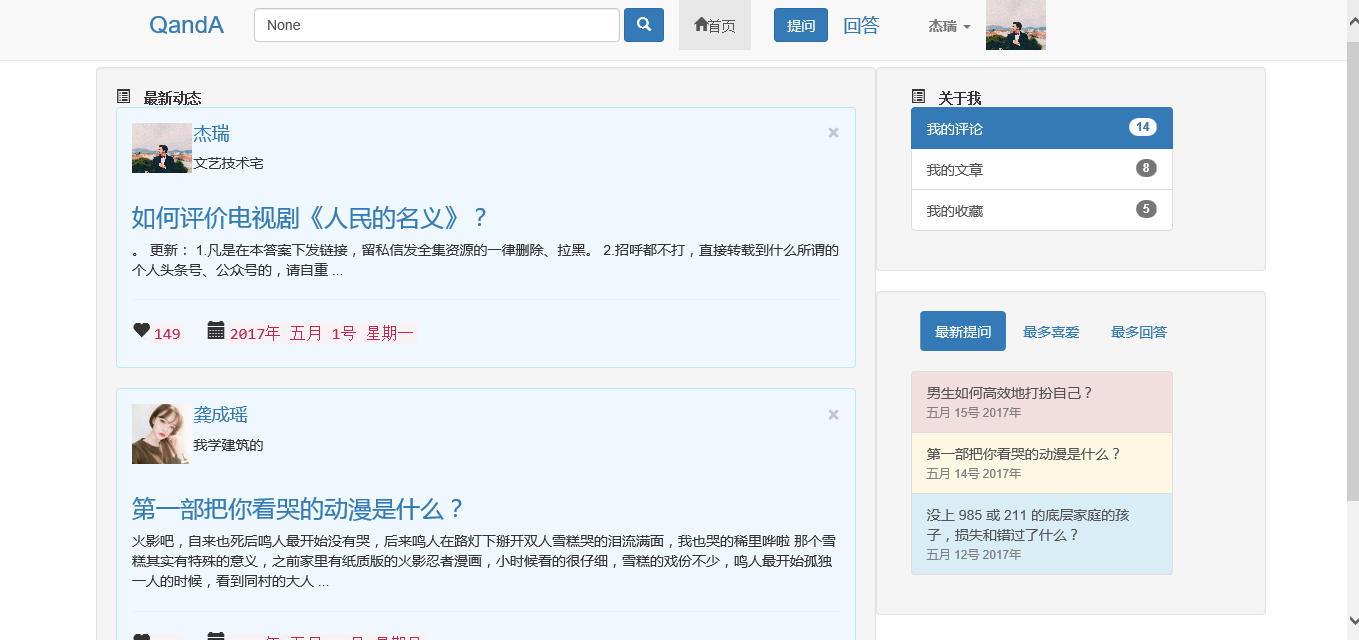 QandA
None
首页
提问
回答
杰瑞
最新动态
杰瑞
×
文艺技术宅
如何评价电视剧《人民的名义》？
。 更新： 1.凡是在本答案下发链接，留私信发全集资源的一律删除、拉黑。 2.招呼都不打，直接转载到什么所谓的
个人头条号、公众号的，请自重 ...
149
2017年 五月 1号 星期一
龚成瑶
×
我学建筑的
第一部把你看哭的动漫是什么？
火影吧，自来也死后鸣人最开始没有哭，后来鸣人在路灯下掰开双人雪糕哭的泪流满面，我也哭的稀里哗啦 那个雪
糕其实有特殊的意义，之前家里有纸质版的火影忍者漫画，小时候看的很仔细，雪糕的戏份不少，鸣人最开始孤独
一人的时候，看到同村的大人 ...
关于我
我的评论 14
我的文章 8
我的收藏 5
最新提问
最多喜爱
最多回答
男生如何高效地打扮自己？
五月 15号 2017年
第一部把你看哭的动漫是什么？
五月 14号 2017年
没上 985 或 211 的底层家庭的孩
子，损失和错过了什么？
五月 12号 2017年